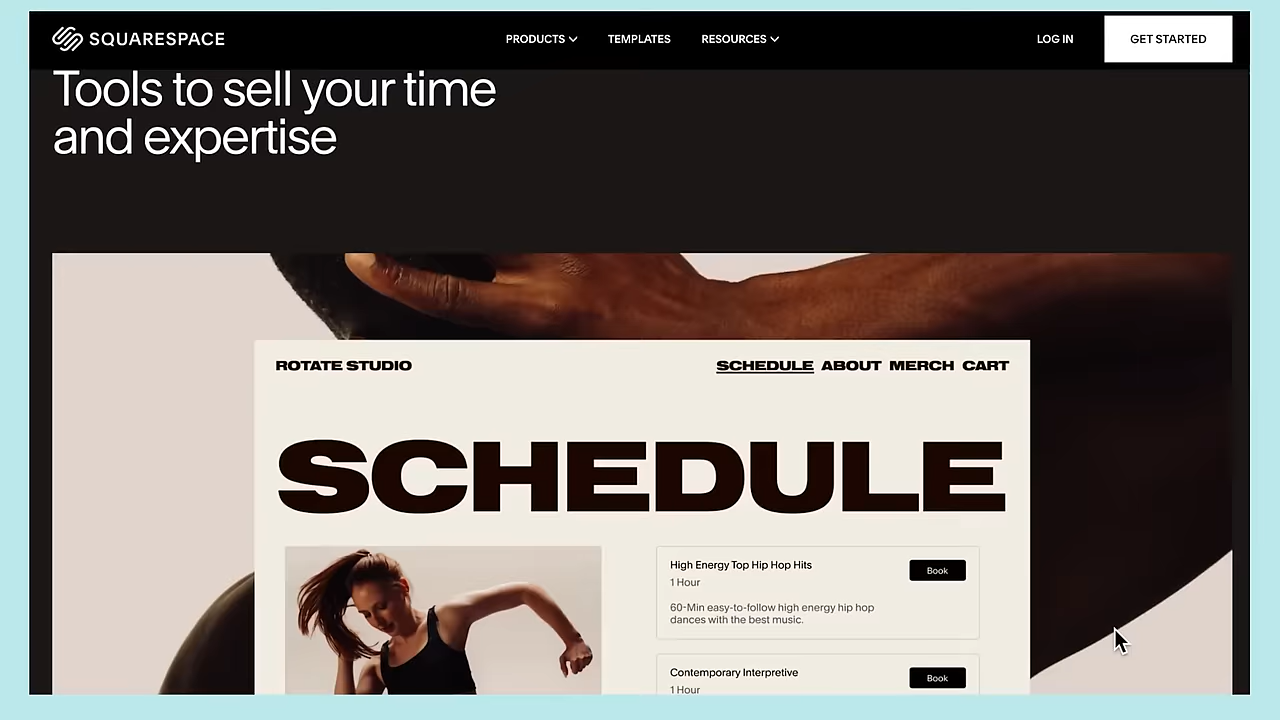 SQUARESPACE
PRODUCTS
TEMPLATES
RESOURCES
LOG IN
GET STARTED
Tools to sell your time
and expertise
ROTATE STUDIO
SCHEDULE
ABOUT
MERCH
CART
SCHEDULE
High Energy Top Hip Hop Hits
Book
1 Hour
60-Min easy-to-follow high energy hip hop
dances with the best music.
Contemporary Interpretive
Book
1 Hour